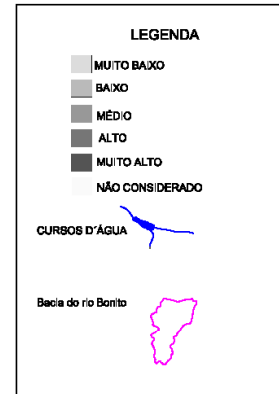 LEGENDA
MUITO BAIXO
BAIXO
MÉDIO
ALTO
MUITO ALTO
NÃO CONSIDERADO
CURSOS D'ÁGUA
Bacia do rio Bonito